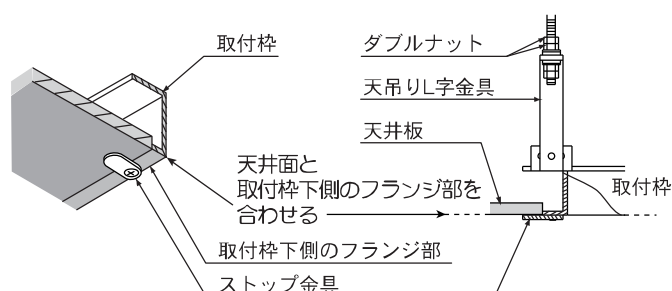 取付枠
ダブルナット
天吊りL字金具
天井板
天井面と
取付枠下側のフランジ部を
合わせる
取付枠
取付枠下側のフランジ部
ストップ金具